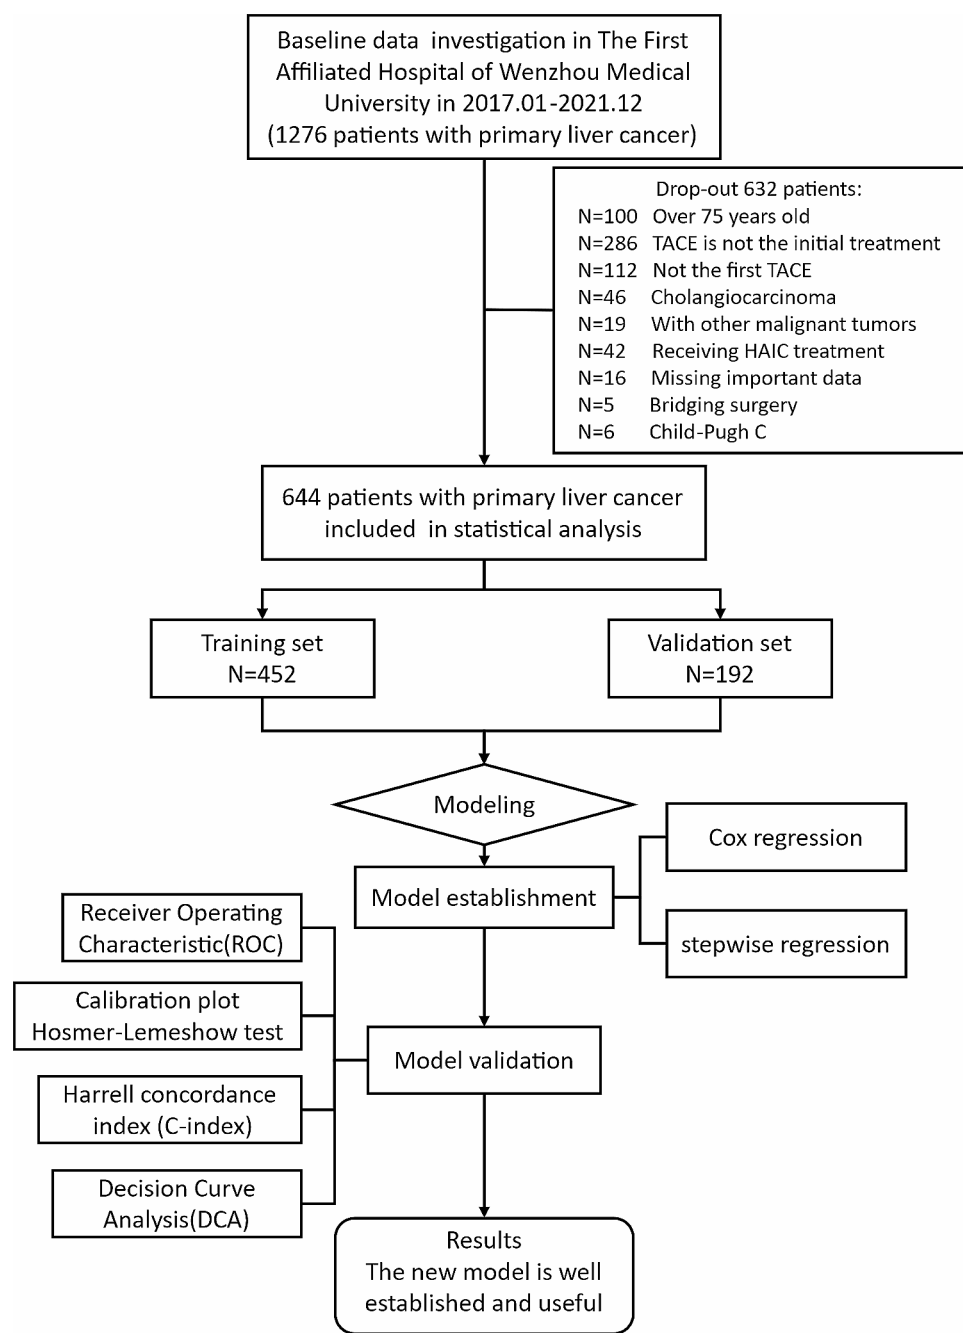 Baseline data investigation in The First
Affiliated Hospital of Wenzhou Medical
University in 2017.01-2021.12
(1276 patients with primary liver cancer)
Drop-out 632 patients:
N=100 Over 75 years old
N=286 TACE is not the initial treatment
N=112 Not the first TACE
N=46 Cholangiocarcinoma
N=19 With other malignant tumors
N=42 Receiving HAIC treatment
N=16 Missing important data
N=5 Bridging surgery
N=6 Child-Pugh C
644 patients with primary liver cancer
included in statistical analysis
Training set
N=452
Validation set
N=192
Modeling
Cox regression
Model establishment
stepwise regression
Receiver Operating
Characteristic(ROC)
Calibration plot
Hosmer-Lemeshow test
Model validation
Harrell concordance
index (C-index)
Decision Curve
Analysis(DCA)
Results
The new model is well
established and useful